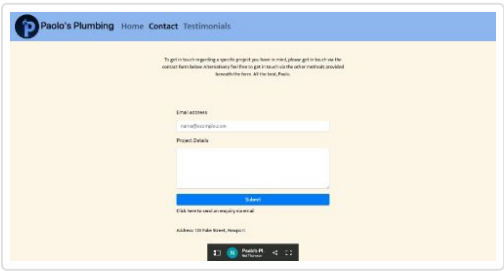 Paolo's Plumbing Home Contact Testimonials
To get in touch regarding a specific project you have in mind, please get in touch via the
contact form below. Alternatively feel free to get in touch via the other methods provided
beneath the form. All the best, Paolo.
Email address
name@example.com
Project Details
Submit
Click here to send an enquiry via email
Address: 123 Fake Street, Newport
Paolo's Pl.